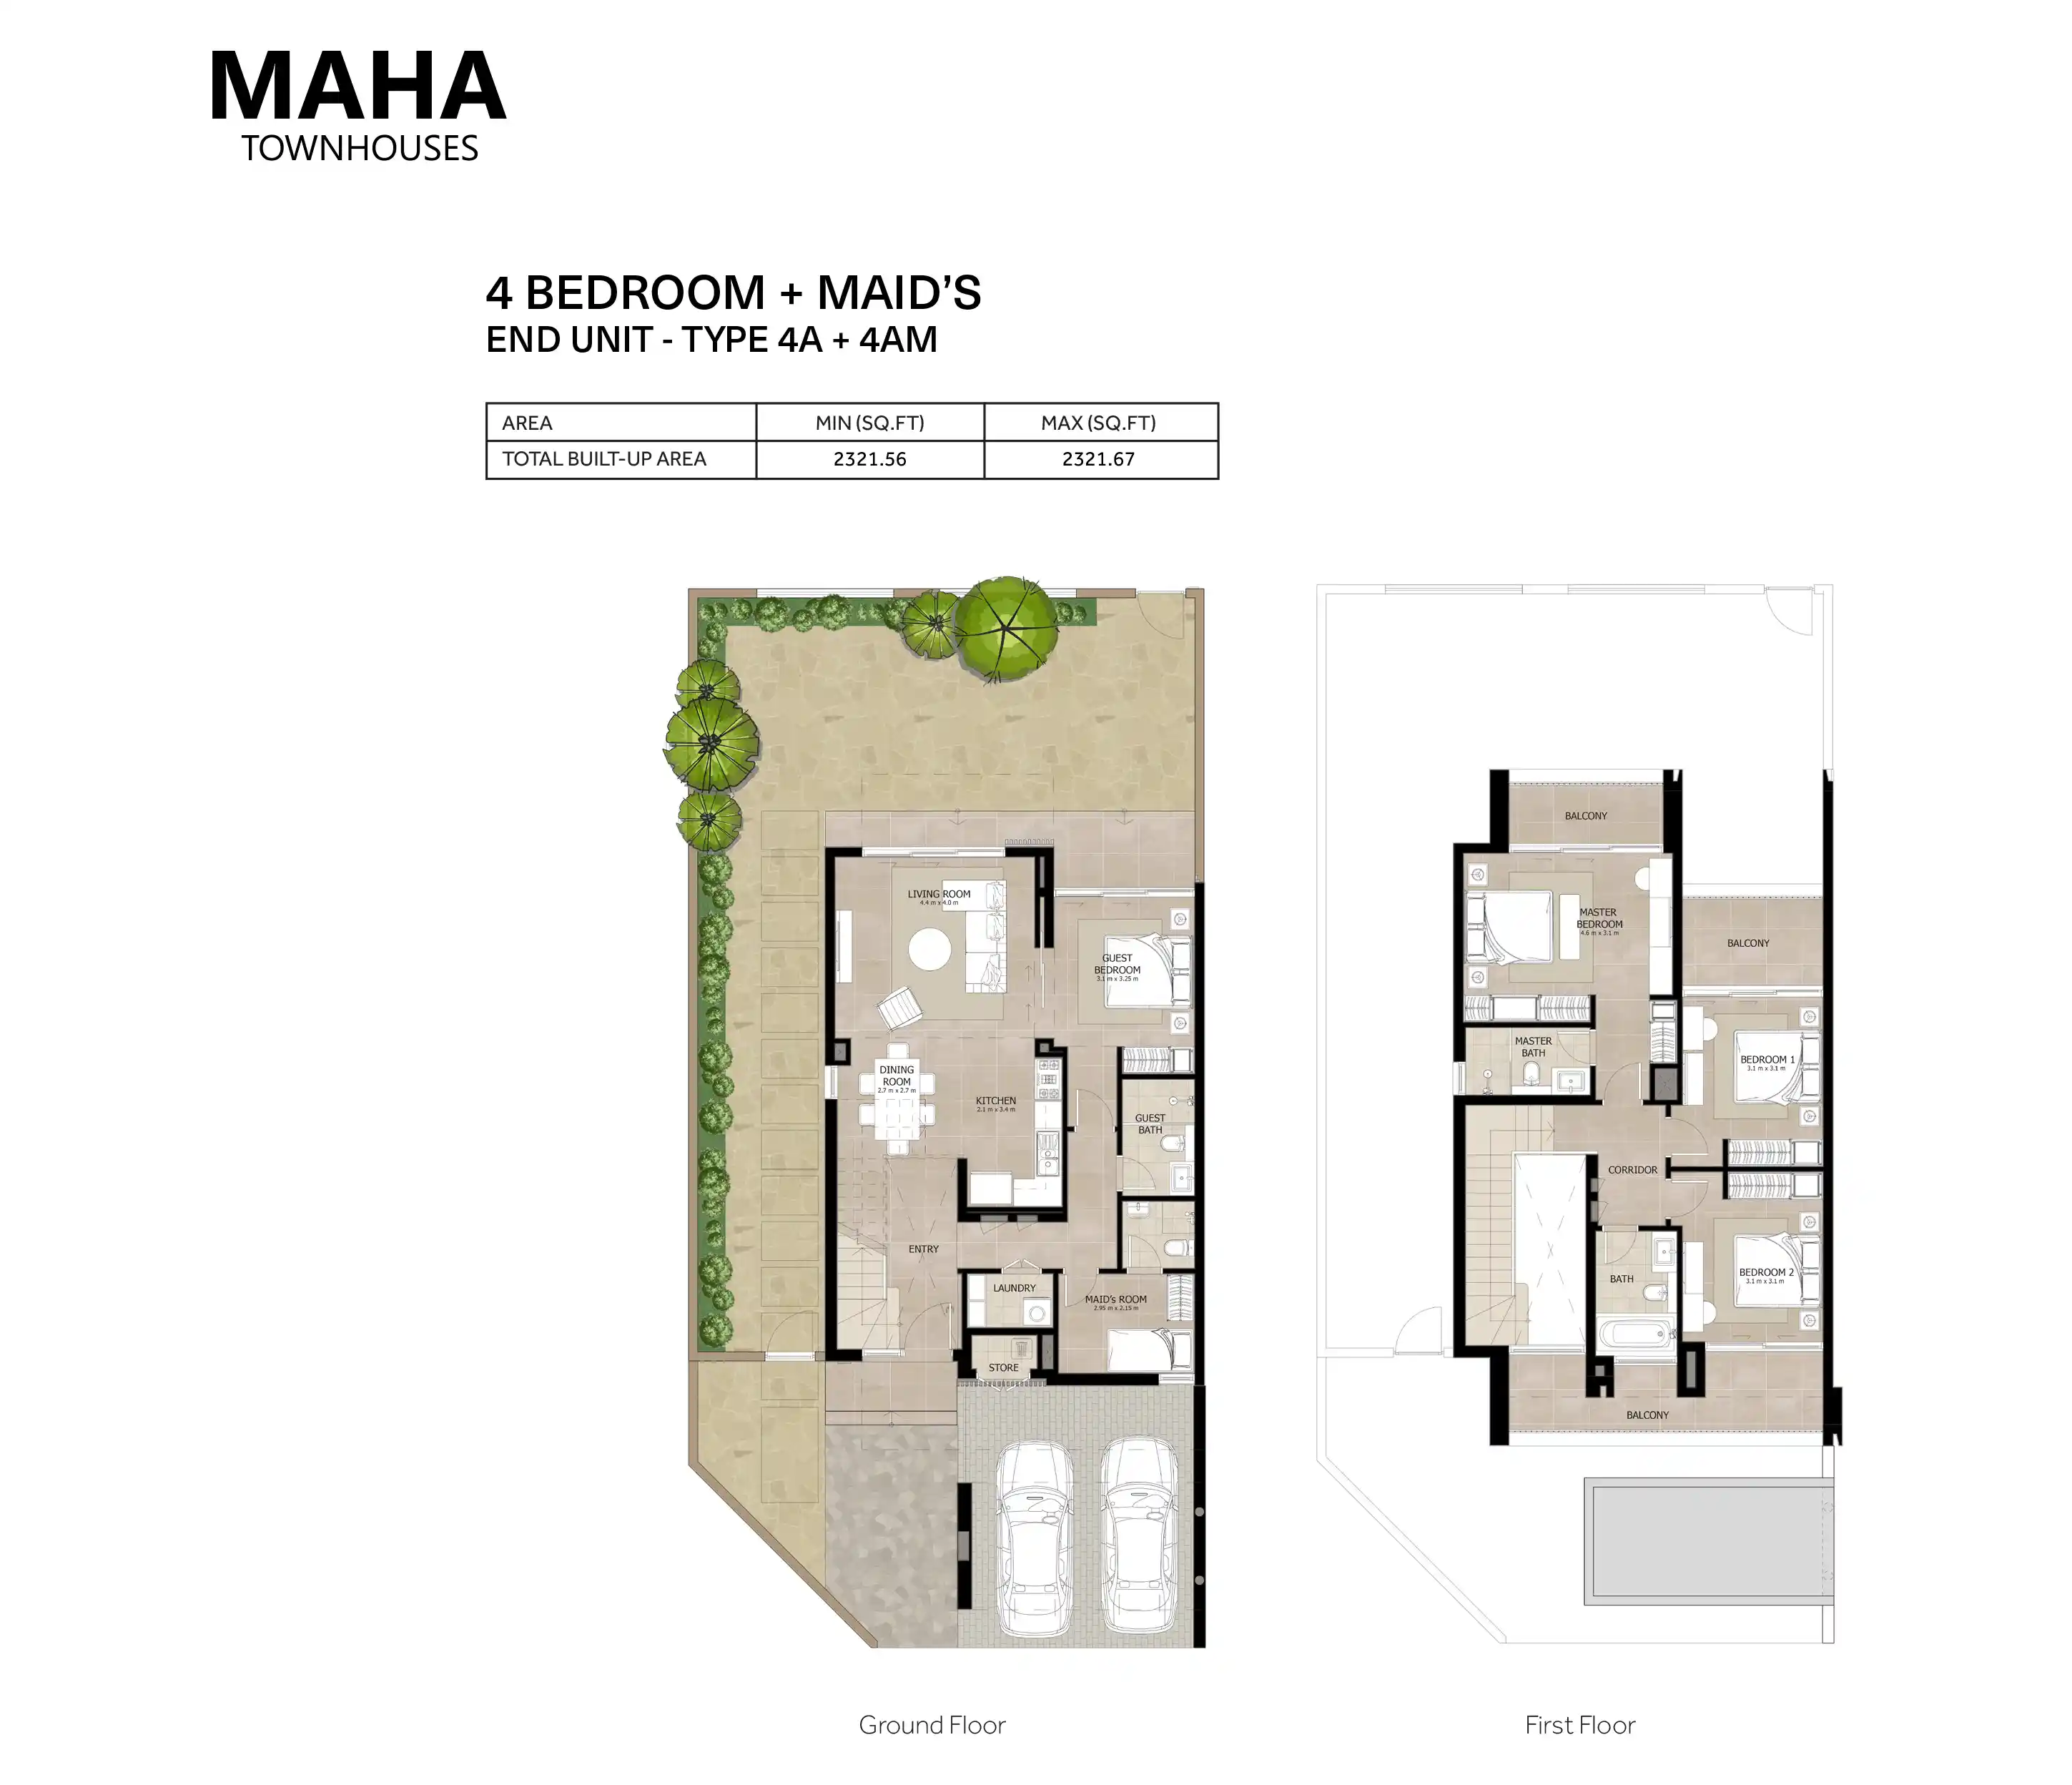 MAHA
TOWNHOUSES
4 BEDROOM + MAID’S
END UNIT - TYPE 4A + 4AM
AREA MIN (SQ.FT) MAX (SQ.FT)
TOTAL BUILT-UP AREA 2321.56 2321.67
LIVING ROOM
4.4 m x 4.0 m
GUEST
BEDROOM
3.1 m x 3.25 m
DINING
ROOM
2.7 m x 2.7 m
KITCHEN
2.1 m x 3.4 m
GUEST
BATH
ENTRY
LAUNDRY
MAID's ROOM
2.95 m x 2.15 m
STORE
Ground Floor
BALCONY
MASTER
BEDROOM
4.6 m x 3.1 m
BALCONY
MASTER
BATH
BEDROOM 1
3.1 m x 3.1 m
CORRIDOR
BATH
BEDROOM 2
3.1 m x 3.1 m
BALCONY
First Floor